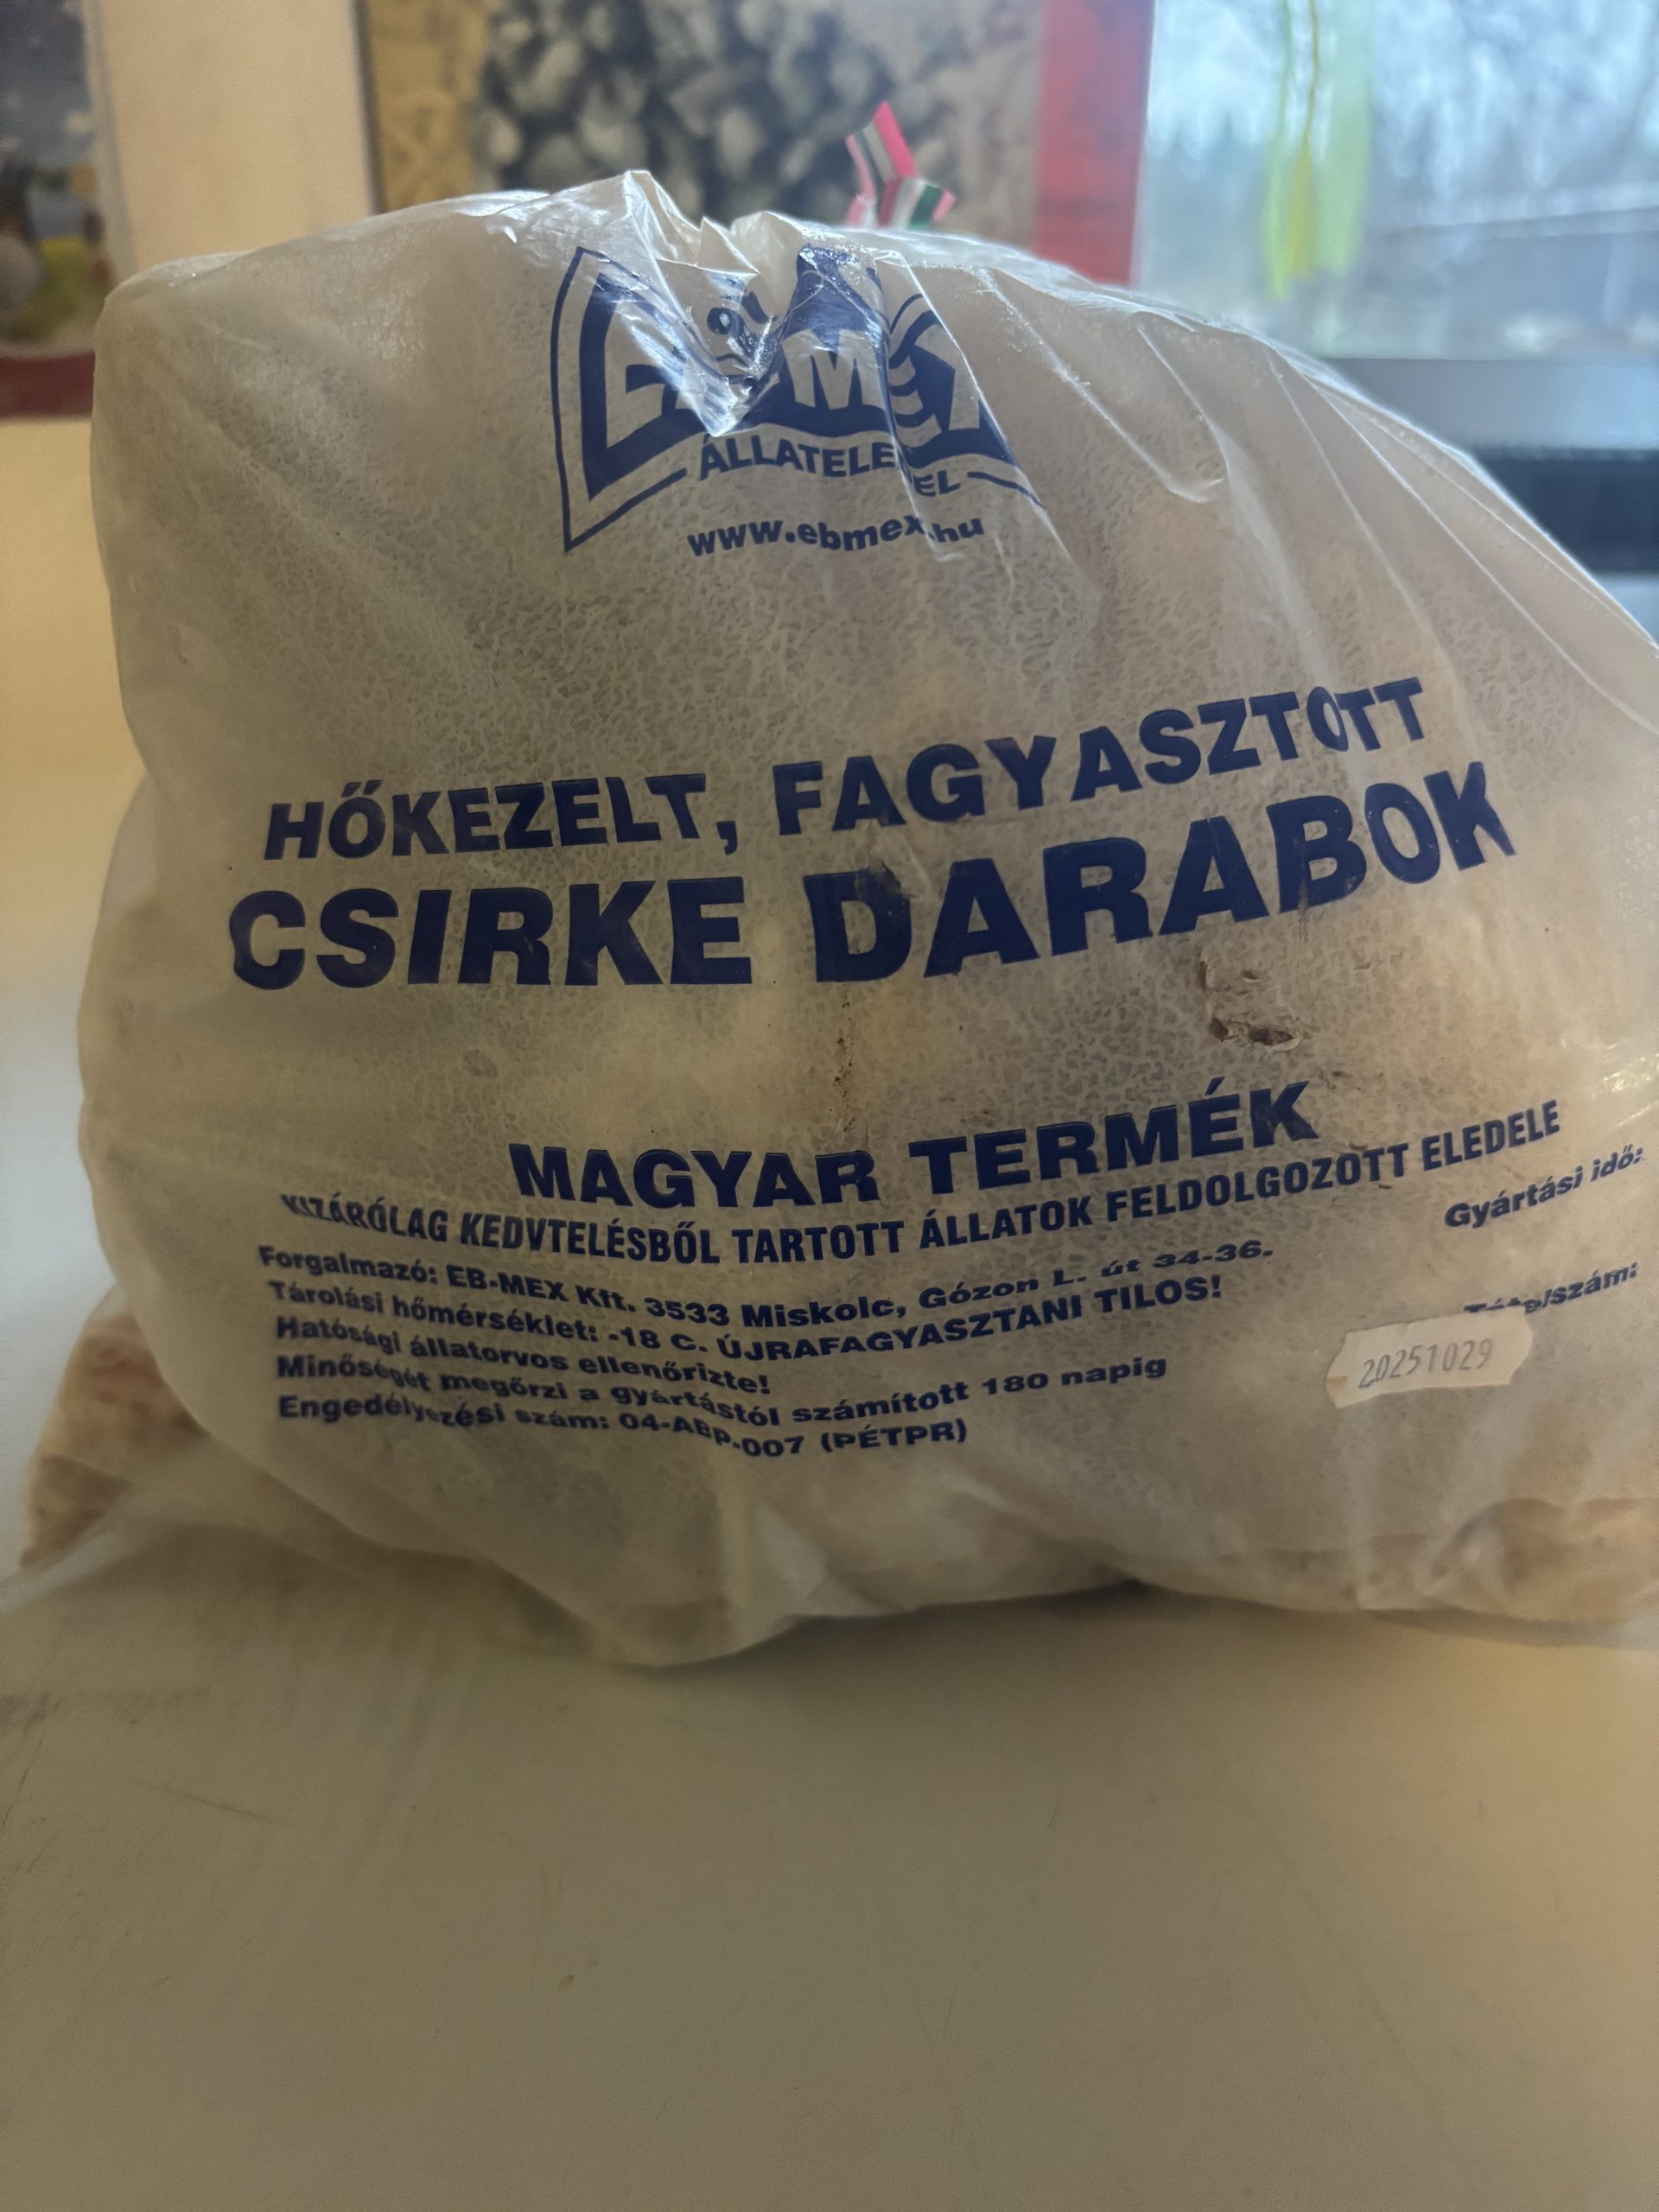 ÁLLATELEDEL
www.ebmex.hu
HŐKEZELT, FAGYASZTOTT
CSIRKE DARABOK
MAGYAR TERMÉK
KIZÁRÓLAG KEDVTELÉSBŐL TARTOTT ÁLLATOK FELDOLGOZOTT ELEDELE
Gyártási idő:
Forgalmazó: EB-MEX Kft. 3533 Miskolc, Gózon L. út 34-36.
Tárolási hőmérséklet: -18 C. ÚJRAFAGYASZTANI TILOS!
Hatósági állatorvos ellenőrizte!
Minőségét megőrzi a gyártástól számított 180 napig
Engedélyezési szám: 04-ABP-007 (PÉTPR)
20251029